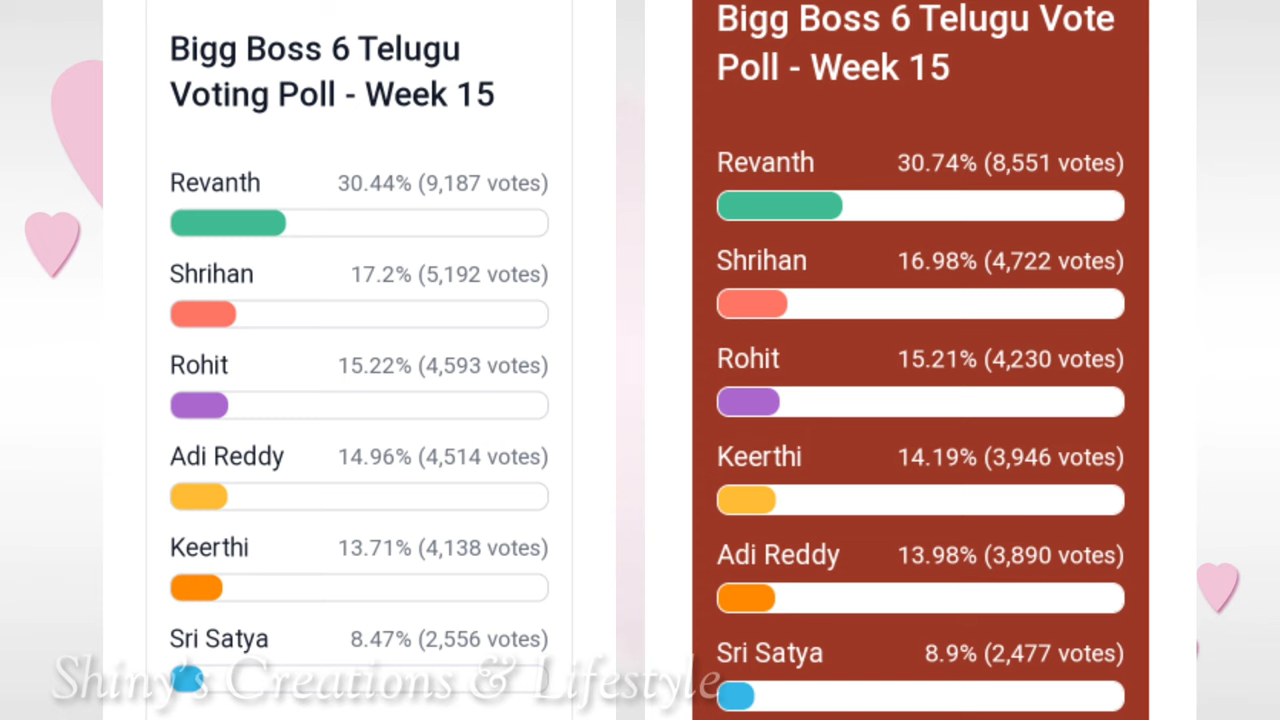 Bigg Boss 6 Telugu
Voting Poll - Week 15
Revanth 30.44% (9,187 votes)
Shrihan 17.2% (5,192 votes)
Rohit 15.22% (4,593 votes)
Adi Reddy 14.96% (4,514 votes)
Keerthi 13.71% (4,138 votes)
Sri Satya 8.47% (2,556 votes)
Bigg Boss 6 Telugu Vote
Poll - Week 15
Revanth 30.74% (8,551 votes)
Shrihan 16.98% (4,722 votes)
Rohit 15.21% (4,230 votes)
Keerthi 14.19% (3,946 votes)
Adi Reddy 13.98% (3,890 votes)
Sri Satya 8.9% (2,477 votes)
Shiny's Creations & Lifestyle